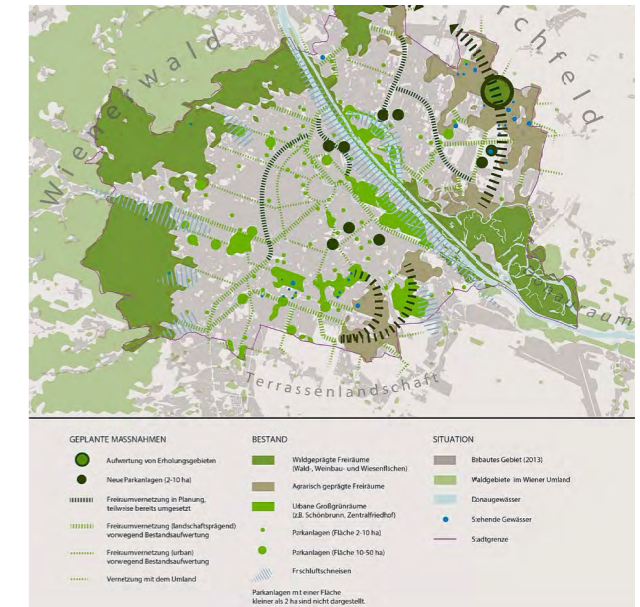 Wienerwald
rchfeld
Donauraum
Terrassenlandschaft
GEPLANTE MASSNAHMEN
Aufwertung von Erholungsgebieten
Neue Parkanlagen (2-10 ha)
Freiraumvernetzung in Planung,
teilweise bereits umgesetzt
Freiraumvernetzung (landschaftsprägend)
vorwegend Bestandsaufwertung
Freiraumvernetzung (urban)
vorwegend Bestandsaufwertung
Vernetzung mit dem Umland
BESTAND
Waldgeprägte Freiräume
(Wald-, Weinbau- und Wiesenflächen)
Agrarisch geprägte Freiräume
Urbane Großgrünräume
(z.B. Schönbrunn, Zentralfriedhof)
Parkanlagen (Fläche 2-10 ha)
Parkanlagen (Fläche 10-50 ha)
Frischluftschneisen
Parkanlagen mit einer Fläche
kleiner als 2 ha sind nicht dargestellt.
SITUATION
Bebautes Gebiet (2013)
Waldgebiete im Wiener Umland
Donaugewässer
Stehende Gewässer
Stadtgrenze